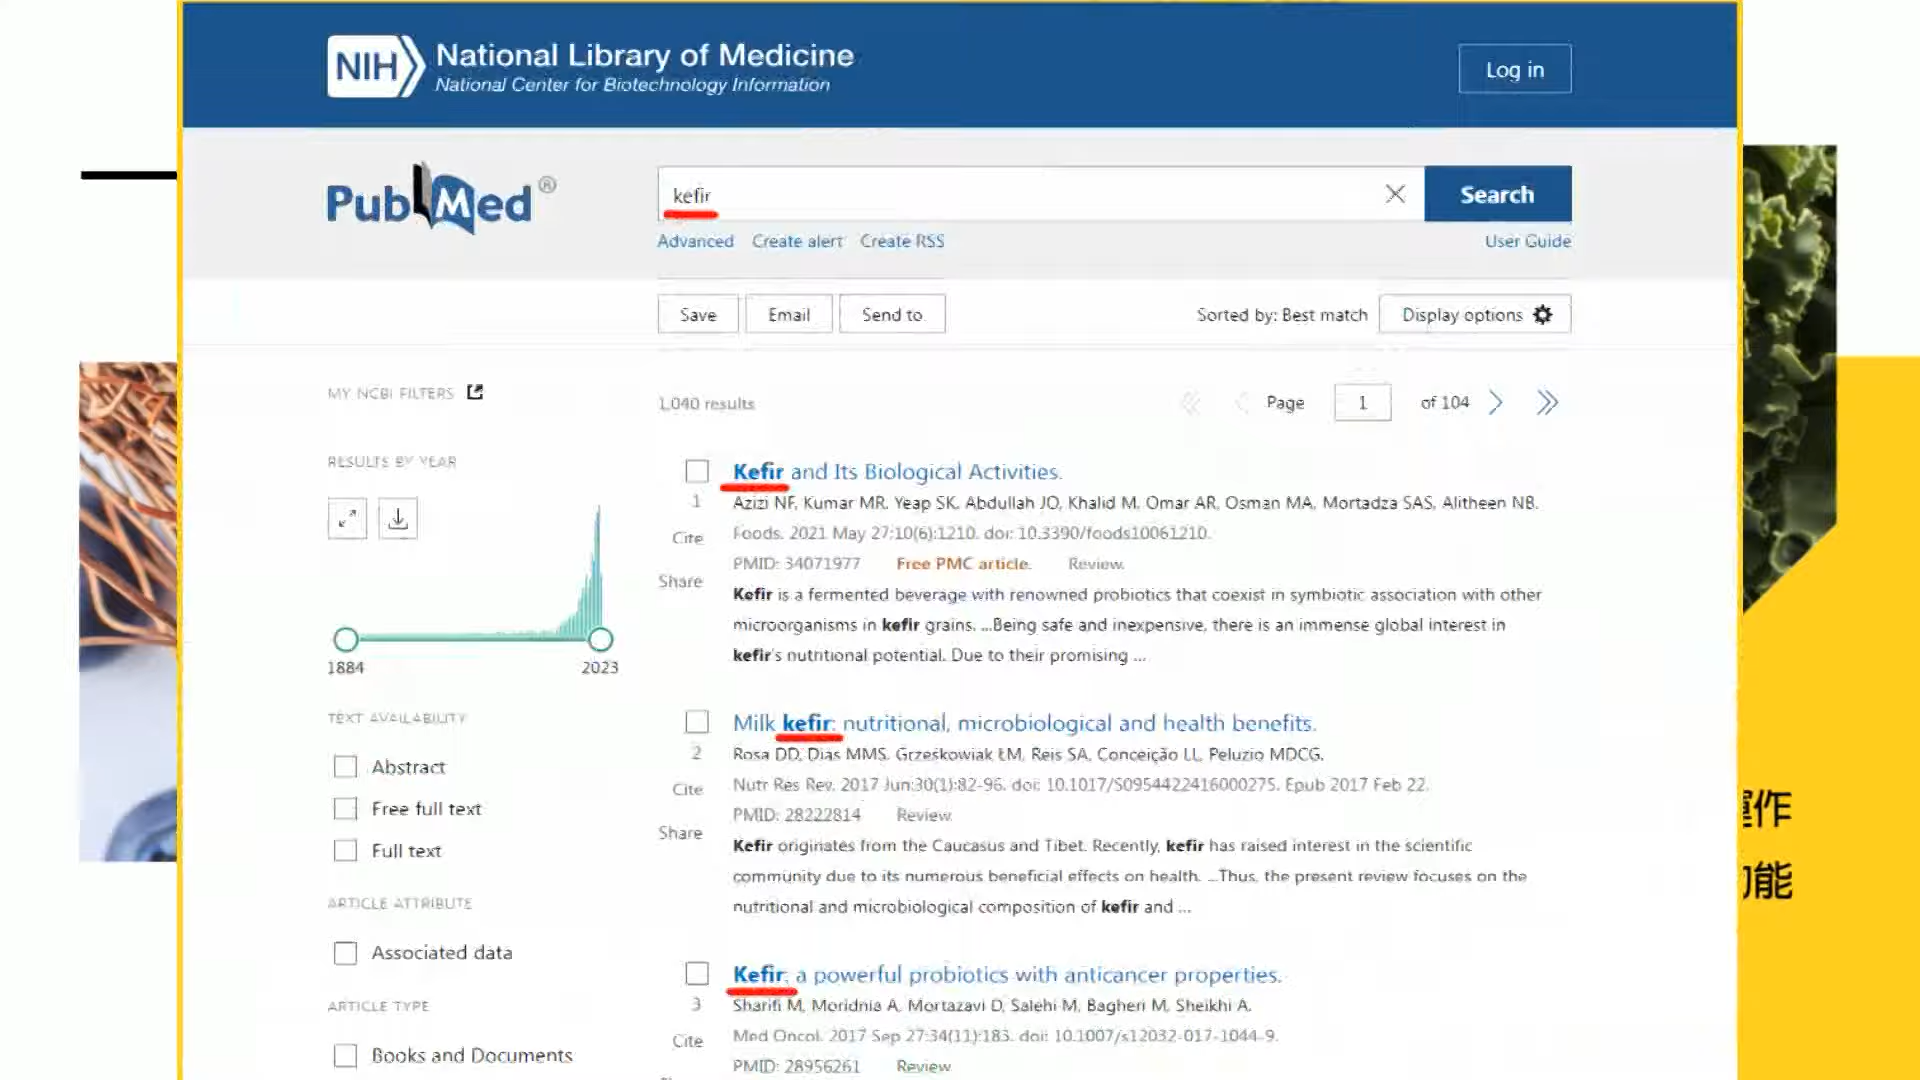 NIH National Library of Medicine
National Center for Biotechnology Information
Log in
PubMed®
kefir
Search
Advanced Create alert Create RSS
User Guide
Save Email Send to
Sorted by: Best match Display options
MY NCBI FILTERS
1,040 results
Page 1 of 104
RESULTS BY YEAR
1884 2023
TEXT AVAILABILITY
Abstract
Free full text
Full text
ARTICLE ATTRIBUTE
Associated data
ARTICLE TYPE
Books and Documents
Kefir and Its Biological Activities.
1
Azizi NF, Kumar MR, Yeap SK, Abdullah JO, Khalid M, Omar AR, Osman MA, Mortadza SAS, Alitheen NB.
Cite
Foods. 2021 May 27;10(6):1210. doi: 10.3390/foods10061210.
PMID: 34071977 Free PMC article. Review.
Share
Kefir is a fermented beverage with renowned probiotics that coexist in symbiotic association with other
microorganisms in kefir grains. ...Being safe and inexpensive, there is an immense global interest in
kefir's nutritional potential. Due to their promising ...
Milk kefir: nutritional, microbiological and health benefits.
2
Rosa DD, Dias MMS, Grześkowiak ŁM, Reis SA, Conceição LL, Peluzio MDCG.
Cite
Nutr Res Rev. 2017 Jun;30(1):82-96. doi: 10.1017/S0954422416000275. Epub 2017 Feb 22.
PMID: 28222814 Review.
Share
Kefir originates from the Caucasus and Tibet. Recently, kefir has raised interest in the scientific
community due to its numerous beneficial effects on health. ...Thus, the present review focuses on the
nutritional and microbiological composition of kefir and ...
Kefir: a powerful probiotics with anticancer properties.
3
Sharifi M, Moridnia A, Mortazavi D, Salehi M, Bagheri M, Sheikhi A.
Cite
Med Oncol. 2017 Sep 27;34(11):183. doi: 10.1007/s12032-017-1044-9.
PMID: 28956261 Review.
作
能